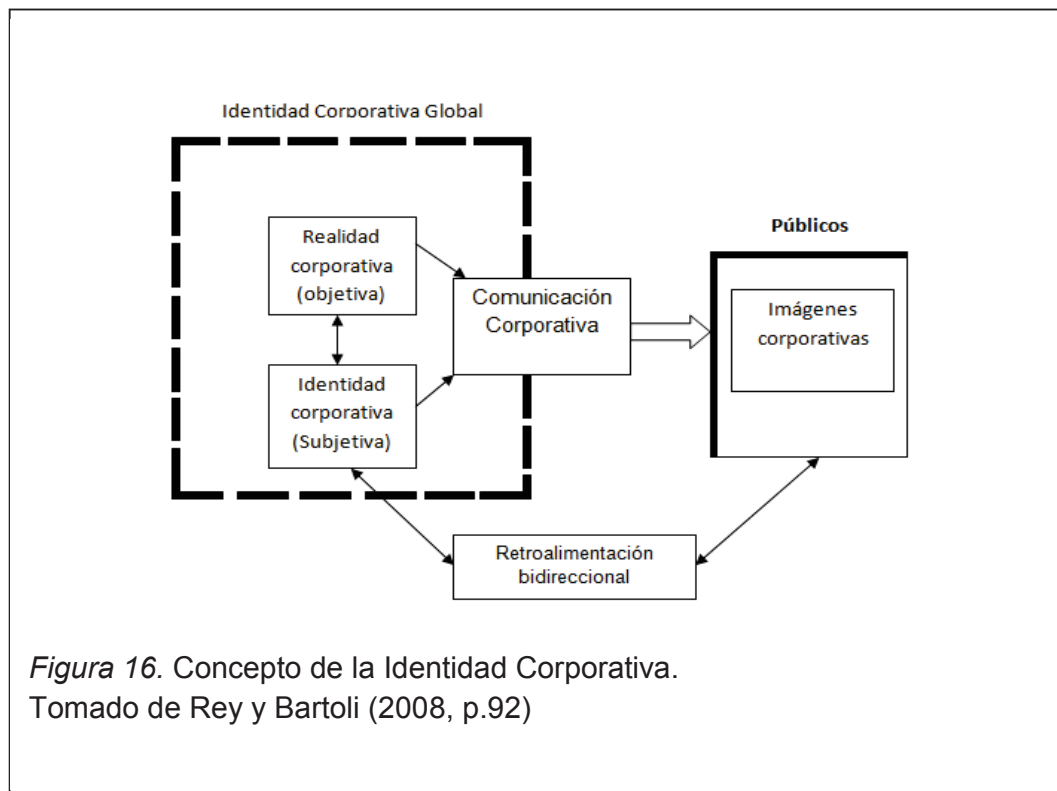 Identidad Corporativa Global
Realidad
corporativa
(objetiva)
Identidad
corporativa
(Subjetiva)
Comunicación
Corporativa
Públicos
Imágenes
corporativas
Retroalimentación
bidireccional
Figura 16. Concepto de la Identidad Corporativa.
Tomado de Rey y Bartoli (2008, p.92)